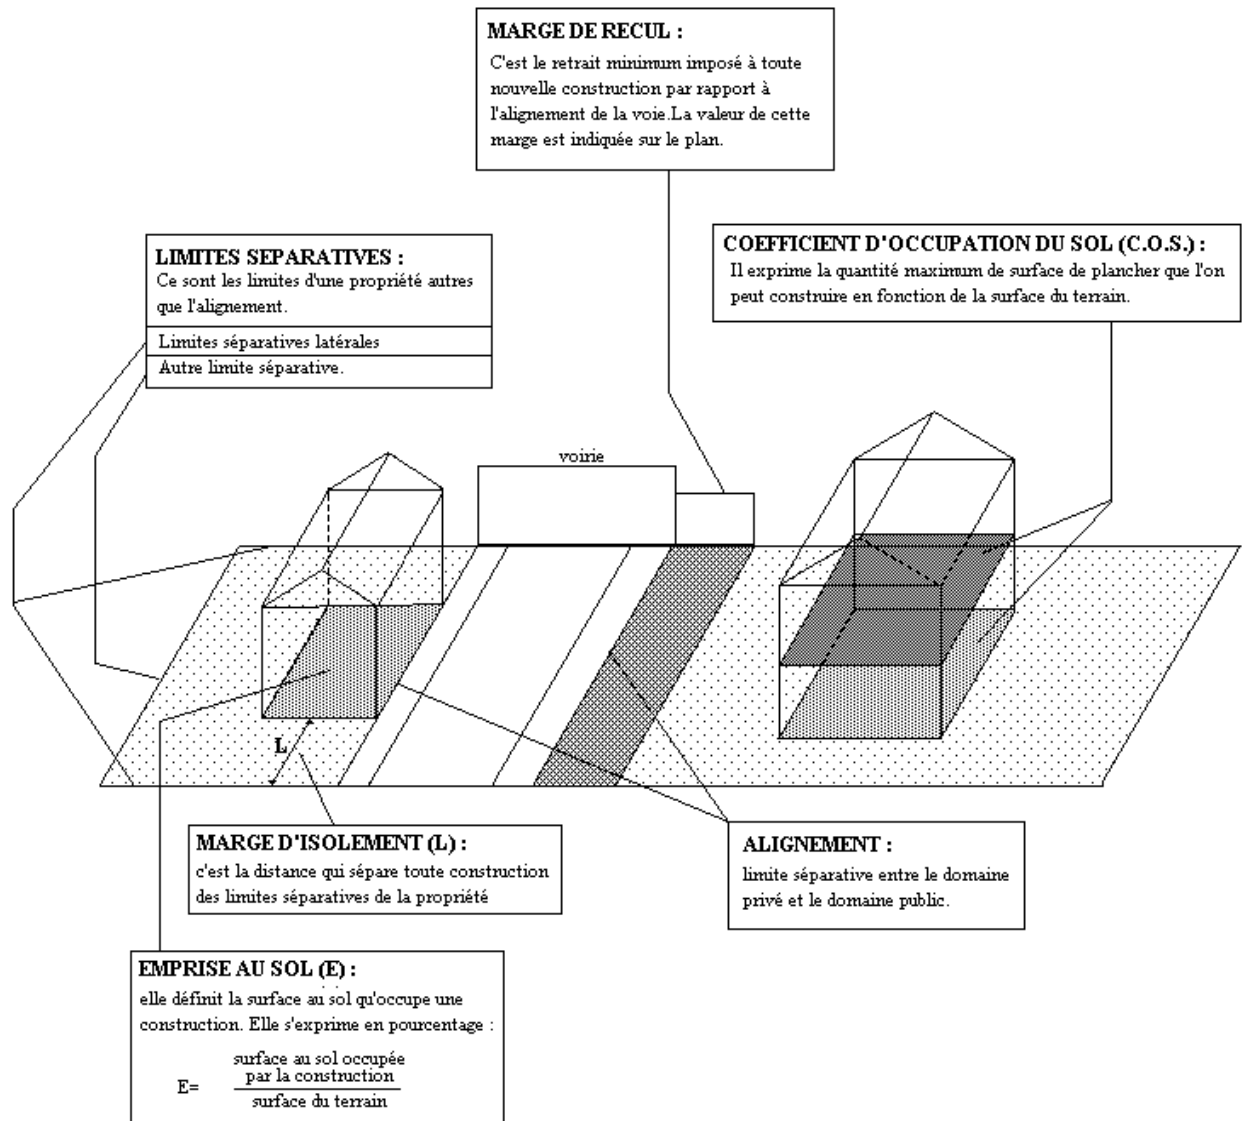 MARGE DE RECUL :
C'est le retrait minimum imposé à toute
nouvelle construction par rapport à
l'alignement de la voie.La valeur de cette
marge est indiquée sur le plan.
LIMITES SEPARATIVES :
Ce sont les limites d'une propriété autres
que l'alignement.
Limites séparatives latérales
Autre limite séparative.
COEFFICIENT D'OCCUPATION DU SOL (C.O.S.) :
Il exprime la quantité maximum de surface de plancher que l'on
peut construire en fonction de la surface du terrain.
voirie
L
MARGE D'ISOLEMENT (L) :
c'est la distance qui sépare toute construction
des limites séparatives de la propriété
ALIGNEMENT :
limite séparative entre le domaine
privé et le domaine public.
EMPRISE AU SOL (E) :
elle définit la surface au sol qu'occupe une
construction. Elle s'exprime en pourcentage :
surface au sol occupée
par la construction
E=
surface du terrain